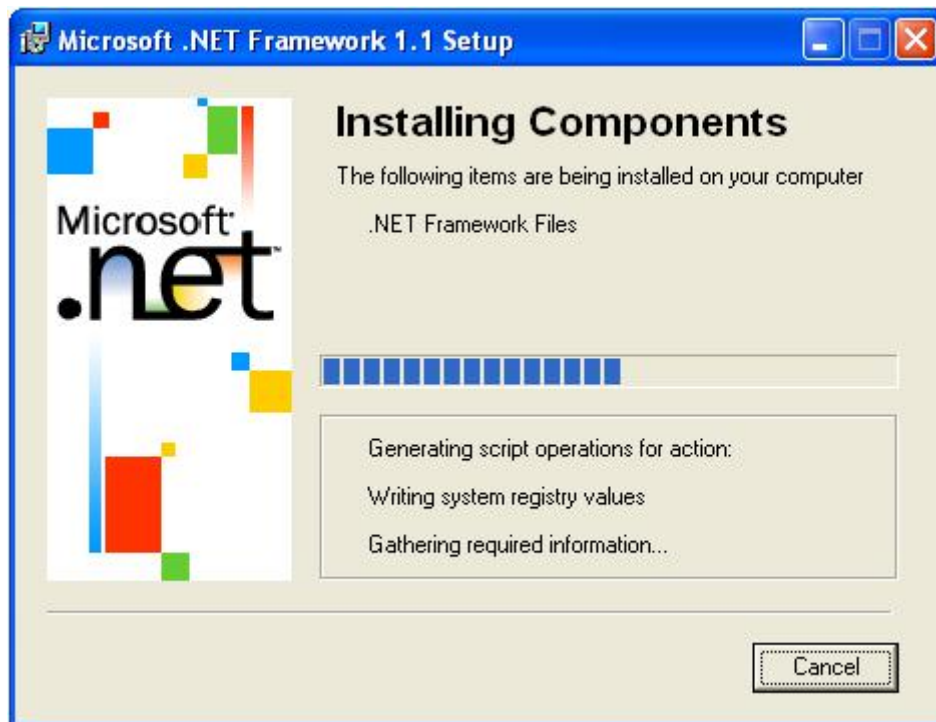 Microsoft .NET Framework 1.1 Setup
Installing Components
The following items are being installed on your computer
.NET Framework Files
Microsoft®
.net™
Generating script operations for action:
Writing system registry values
Gathering required information...
Cancel